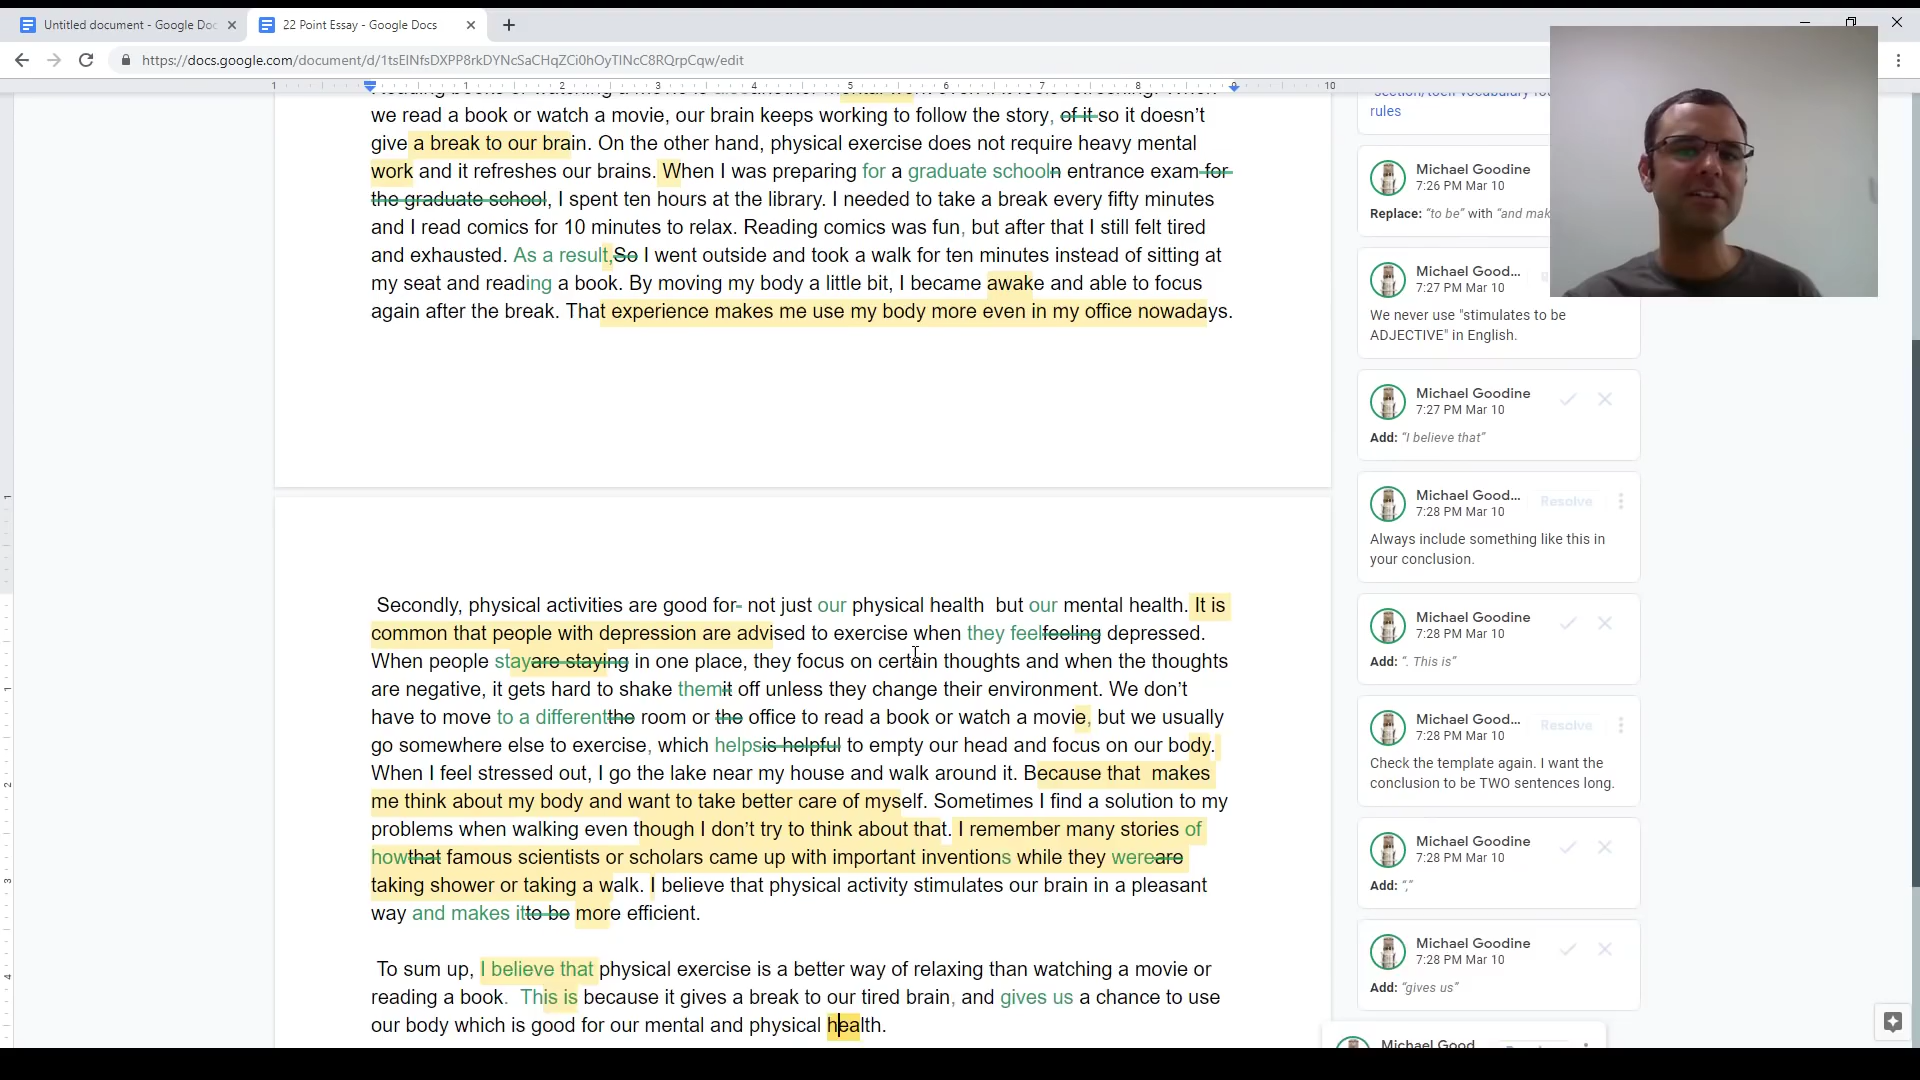 Untitled document - Google Doc
22 Point Essay - Google Docs
https://docs.google.com/document/d/1tsElNfsDXPP8rkDYNcSaCHqZCi0hOyTlNcC8RQrpCqw/edit
1 1 2 3 4 5 6 7 8 9 10
we read a book or watch a movie, our brain keeps working to follow the story, of it so it doesn’t
give a break to our brain. On the other hand, physical exercise does not require heavy mental
work and it refreshes our brains. When I was preparing for a graduate schooln entrance exam for
the graduate school, I spent ten hours at the library. I needed to take a break every fifty minutes
and I read comics for 10 minutes to relax. Reading comics was fun, but after that I still felt tired
and exhausted. As a result,So I went outside and took a walk for ten minutes instead of sitting at
my seat and reading a book. By moving my body a little bit, I became awake and able to focus
again after the break. That experience makes me use my body more even in my office nowadays.
Secondly, physical activities are good for- not just our physical health but our mental health. It is
common that people with depression are advised to exercise when they feelfeeling depressed.
When people stayare staying in one place, they focus on certain thoughts and when the thoughts
are negative, it gets hard to shake themit off unless they change their environment. We don’t
have to move to a differentthe room or the office to read a book or watch a movie, but we usually
go somewhere else to exercise, which helpsis helpful to empty our head and focus on our body.
When I feel stressed out, I go the lake near my house and walk around it. Because that makes
me think about my body and want to take better care of myself. Sometimes I find a solution to my
problems when walking even though I don’t try to think about that. I remember many stories of
howthat famous scientists or scholars came up with important inventions while they wereare
taking shower or taking a walk. I believe that physical activity stimulates our brain in a pleasant
way and makes itto be more efficient.
To sum up, I believe that physical exercise is a better way of relaxing than watching a movie or
reading a book. This is because it gives a break to our tired brain, and gives us a chance to use
our body which is good for our mental and physical health.
1
1
2
3
4
rules
Michael Goodine
7:26 PM Mar 10
Replace: “to be” with “and mak
Michael Good...
7:27 PM Mar 10
We never use "stimulates to be
ADJECTIVE" in English.
Michael Goodine
7:27 PM Mar 10
Add: “I believe that”
Michael Good... Resolve
7:28 PM Mar 10
Always include something like this in
your conclusion.
Michael Goodine
7:28 PM Mar 10
Add: “. This is”
Michael Good... Resolve
7:28 PM Mar 10
Check the template again. I want the
conclusion to be TWO sentences long.
Michael Goodine
7:28 PM Mar 10
Add: “,”
Michael Goodine
7:28 PM Mar 10
Add: “gives us”
Michael Good